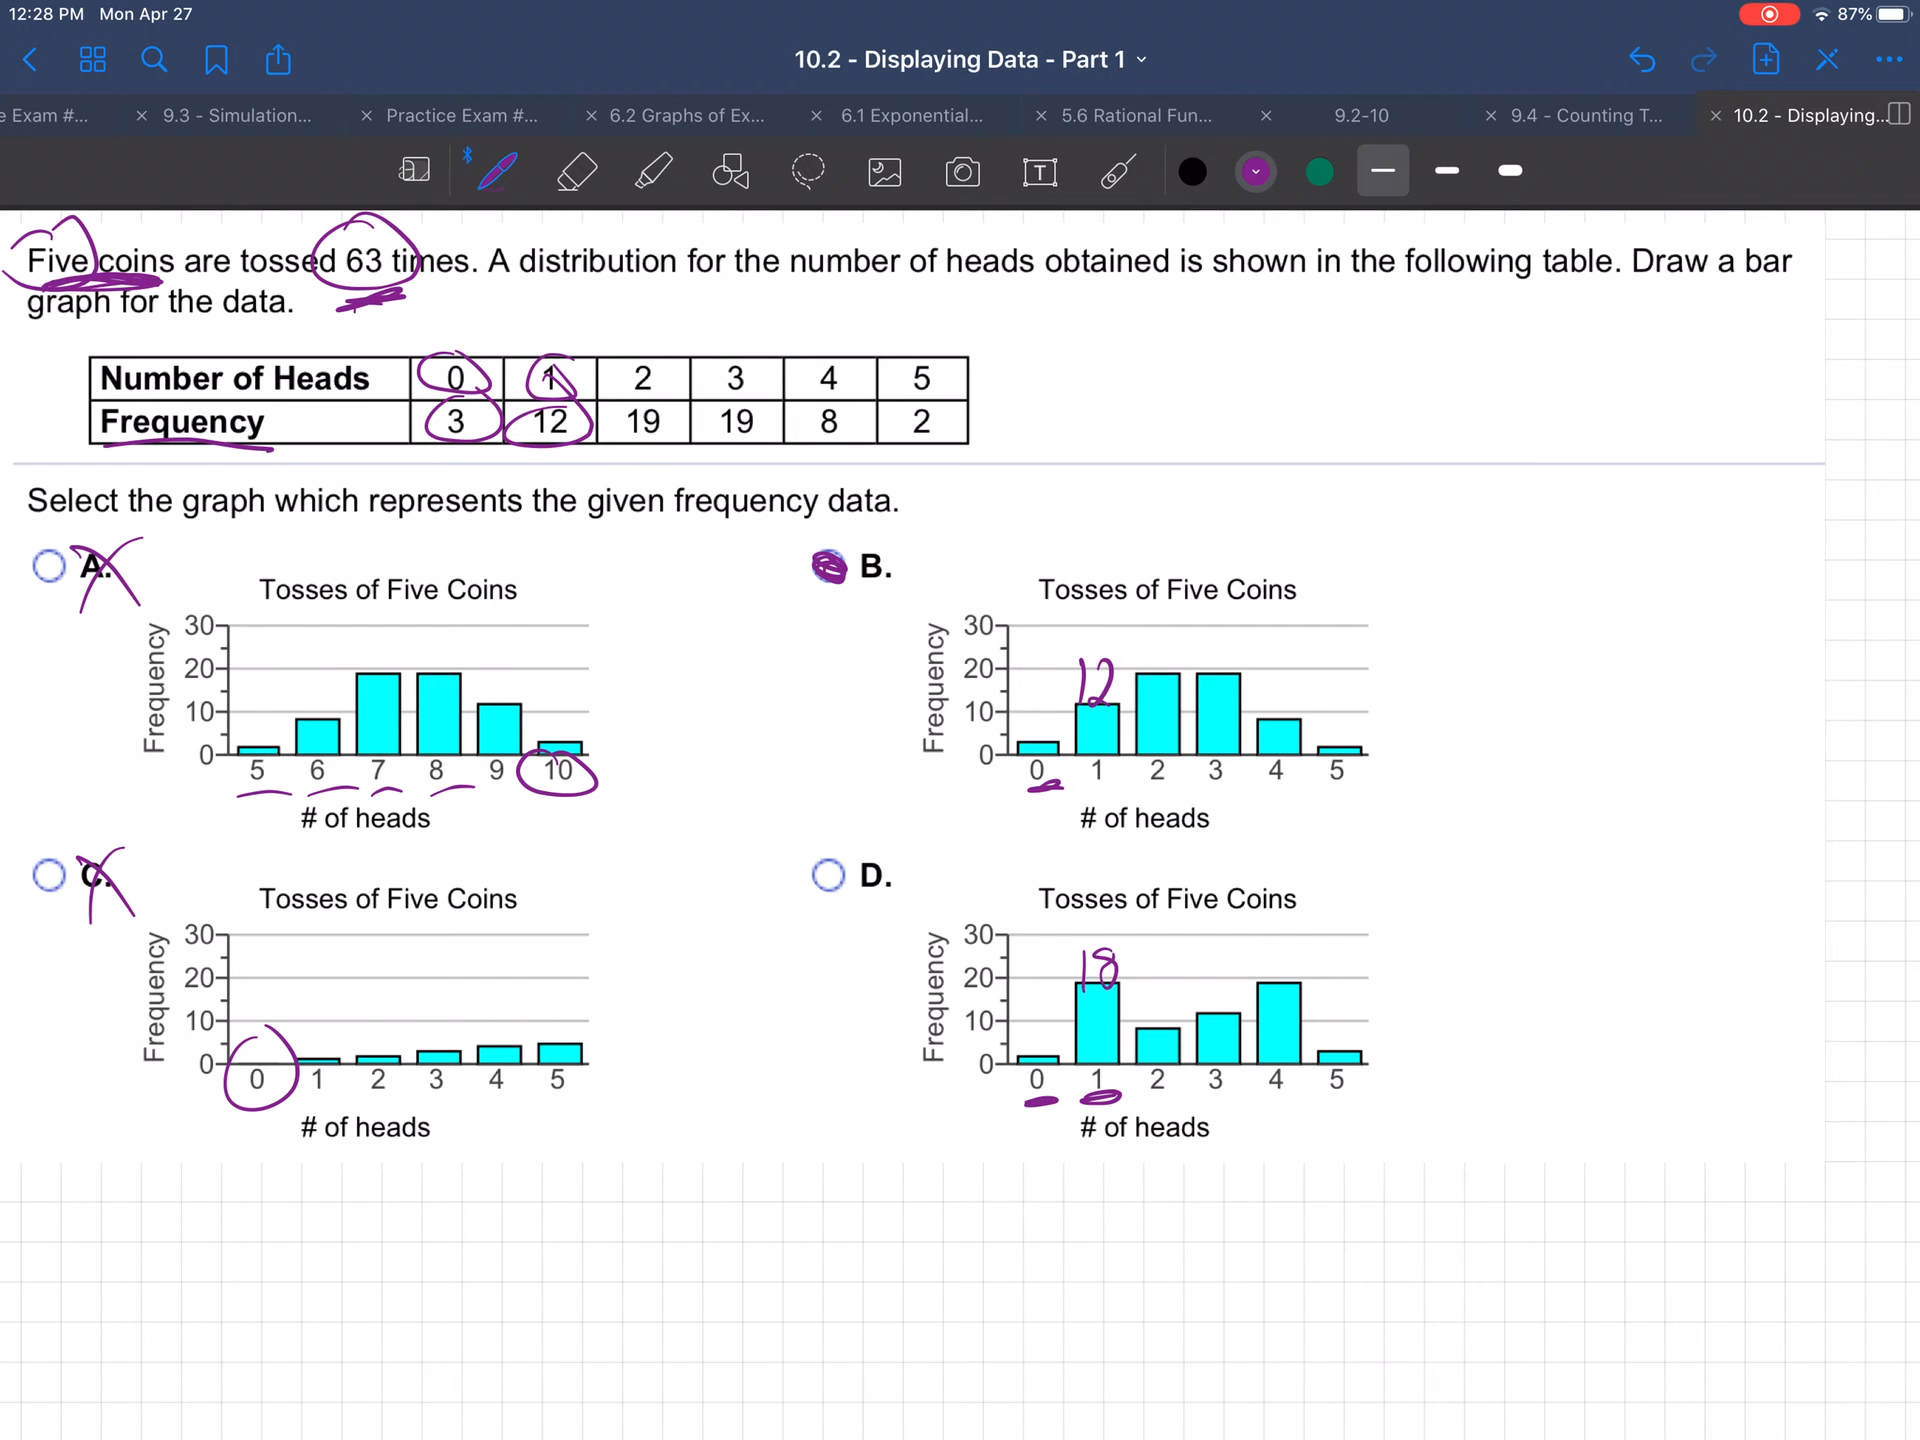 12:28 PM Mon Apr 27
87%
10.2 - Displaying Data - Part 1
e Exam #... × 9.3 - Simulation... × Practice Exam #... × 6.2 Graphs of Ex... × 6.1 Exponential... × 5.6 Rational Fun... × 9.2-10 × 9.4 - Counting T... × 10.2 - Displaying...
T
Five coins are tossed 63 times. A distribution for the number of heads obtained is shown in the following table. Draw a bar
graph for the data.
Number of Heads 0 1 2 3 4 5
Frequency 3 12 19 19 8 2
Select the graph which represents the given frequency data.
A.
Tosses of Five Coins
Frequency
30
20
10
0
5 6 7 8 9 10
# of heads
B.
Tosses of Five Coins
Frequency
30
20
10
0
12
0 1 2 3 4 5
# of heads
C.
Tosses of Five Coins
Frequency
30
20
10
0
0 1 2 3 4 5
# of heads
D.
Tosses of Five Coins
Frequency
30
20
10
0
18
0 1 2 3 4 5
# of heads